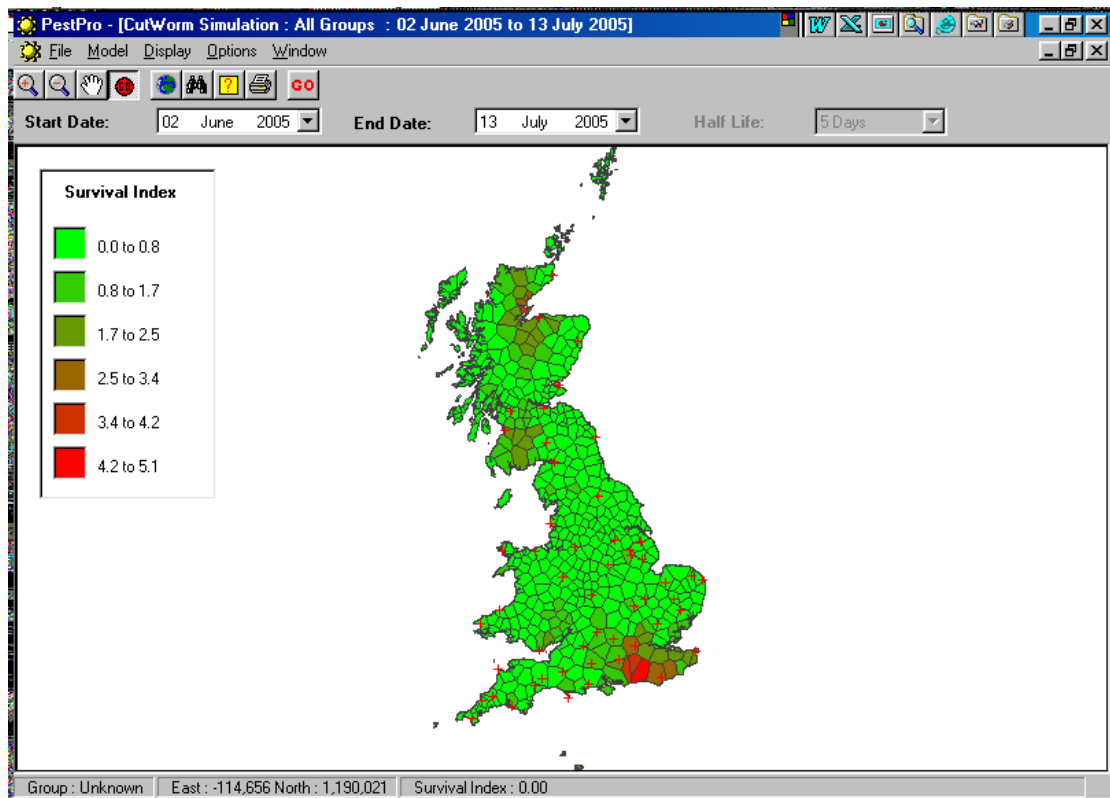 PestPro - [CutWorm Simulation : All Groups : 02 June 2005 to 13 July 2005]
File Model Display Options Window
GO
Start Date: 02 June 2005 End Date: 13 July 2005 Half Life: 5 Days
Survival Index
0.0 to 0.8
0.8 to 1.7
1.7 to 2.5
2.5 to 3.4
3.4 to 4.2
4.2 to 5.1
Group : Unknown East : -114,656 North : 1,190,021 Survival Index : 0.00